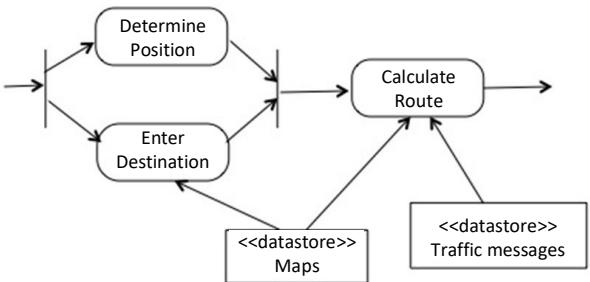 Determine
Position
Calculate
Route
Enter
Destination
<<datastore>>
Maps
<<datastore>>
Traffic messages